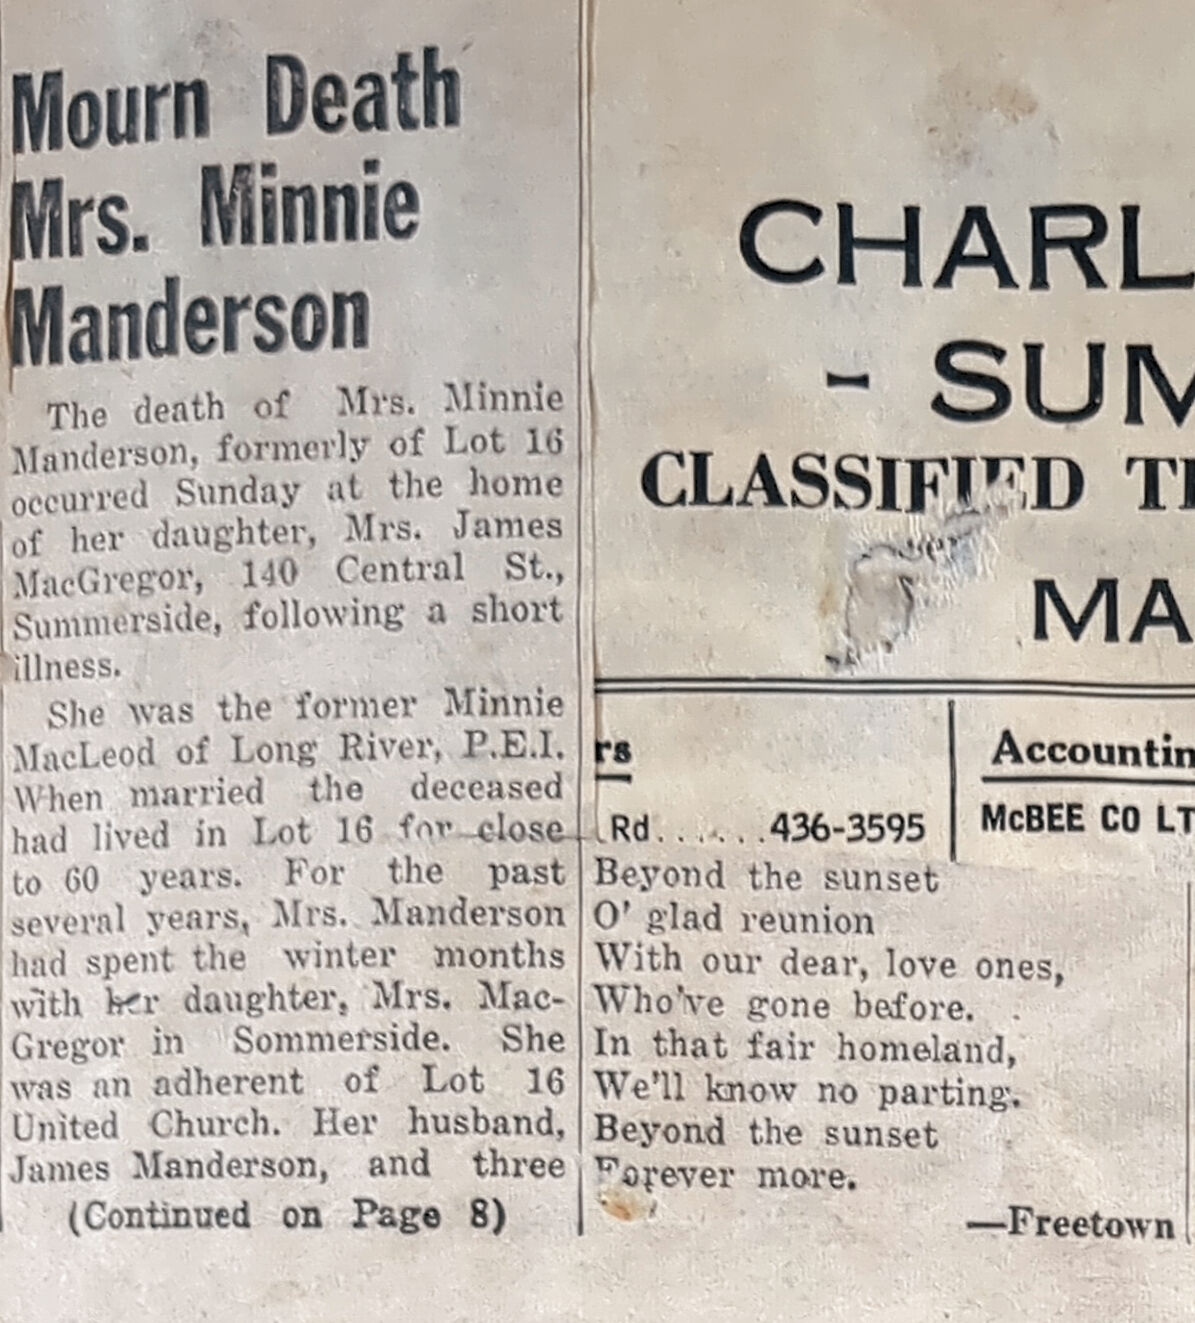 Mourn Death
Mrs. Minnie
Manderson
The death of Mrs. Minnie
Manderson, formerly of Lot 16
occurred Sunday at the home
of her daughter, Mrs. James
MacGregor, 140 Central St.,
Summerside, following a short
illness.
She was the former Minnie
MacLeod of Long River, P.E.I.
When married the deceased
had lived in Lot 16 for close
to 60 years. For the past
several years, Mrs. Manderson
had spent the winter months
with her daughter, Mrs. Mac-
Gregor in Sommerside. She
was an adherent of Lot 16
United Church. Her husband,
James Manderson, and three
(Continued on Page 8)
CHARL
- SUM
CLASSIFIED TE
MA
rs
Rd. ..... 436-3595
Accountin
McBEE CO LT
Beyond the sunset
O' glad reunion
With our dear, love ones,
Who've gone before.
In that fair homeland,
We'll know no parting.
Beyond the sunset
Forever more.
—Freetown